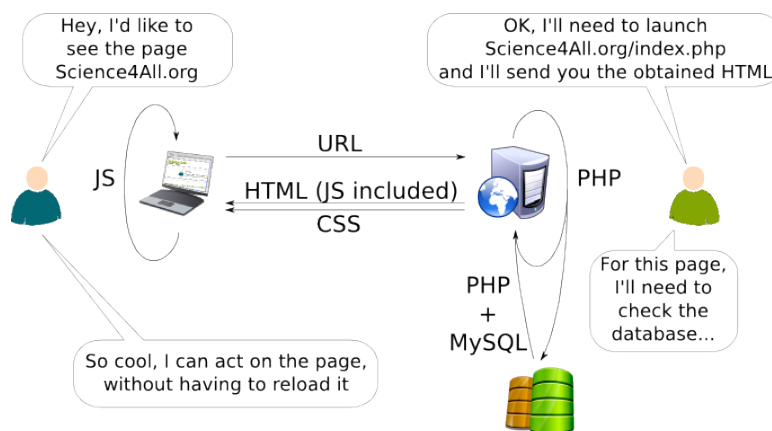 Hey, I'd like to
see the page
Science4All.org
OK, I'll need to launch
Science4All.org/index.php
and I'll send you the obtained HTML
URL
JS
HTML (JS included)
CSS
PHP
PHP
+
MySQL
For this page,
I'll need to
check the
database...
So cool, I can act on the page,
without having to reload it